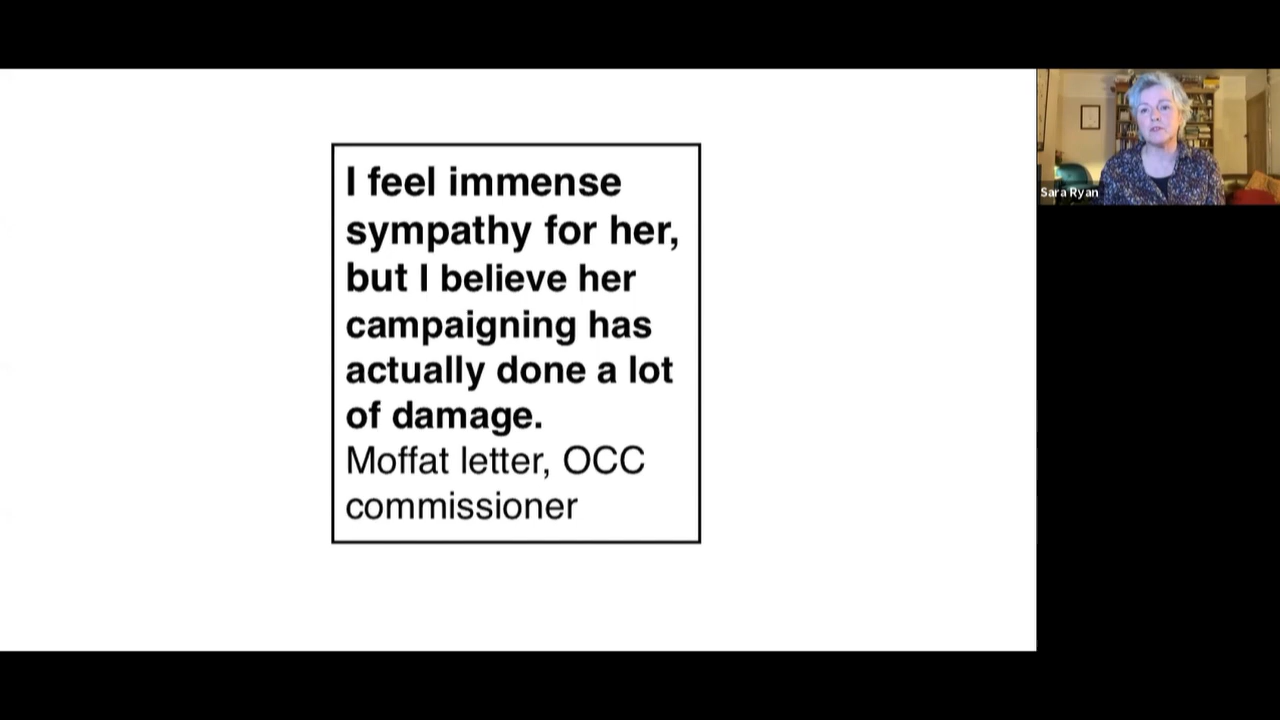 I feel immense
sympathy for her,
but I believe her
campaigning has
actually done a lot
of damage.
Moffat letter, OCC
commissioner
Sara Ryan